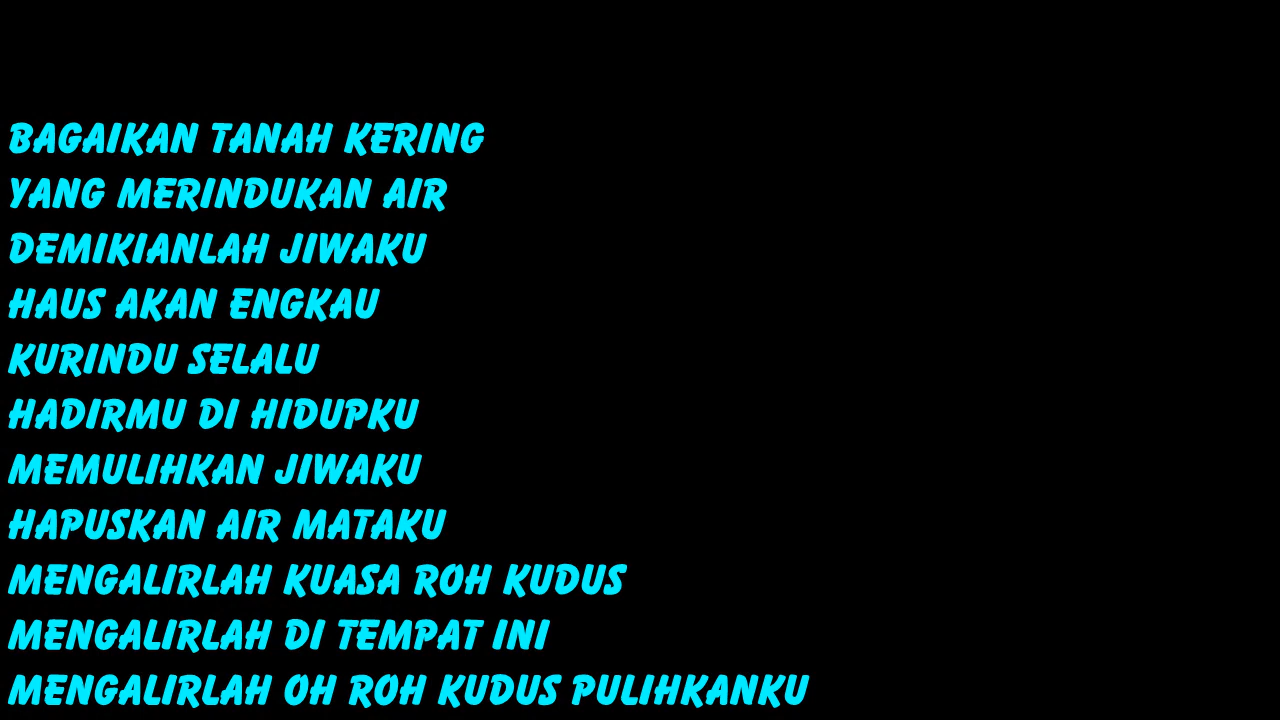 BAGAIKAN TANAH KERING
YANG MERINDUKAN AIR
DEMIKIANLAH JIWAKU
HAUS AKAN ENGKAU
KURINDU SELALU
HADIRMU DI HIDUPKU
MEMULIHKAN JIWAKU
HAPUSKAN AIR MATAKU
MENGALIRLAH KUASA ROH KUDUS
MENGALIRLAH DI TEMPAT INI
MENGALIRLAH OH ROH KUDUS PULIHKANKU